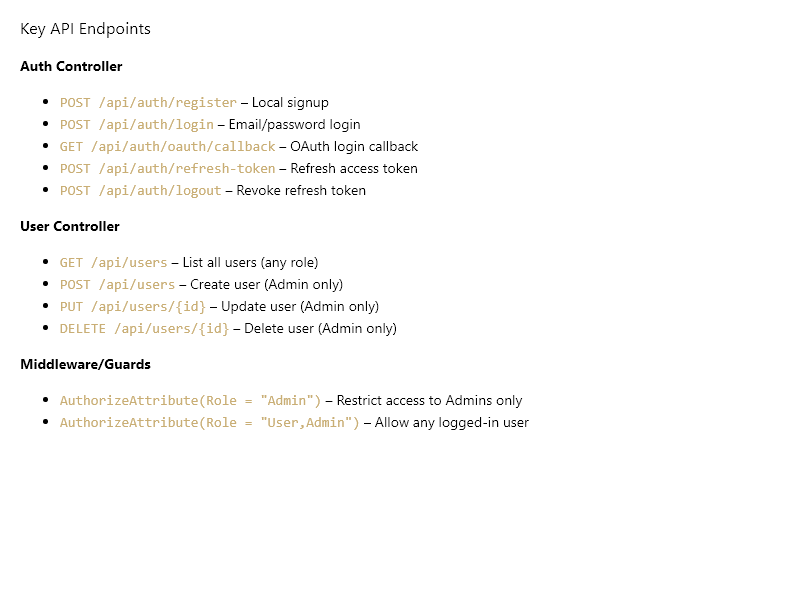 Key API Endpoints
Auth Controller
• POST /api/auth/register – Local signup
• POST /api/auth/login – Email/password login
• GET /api/auth/oauth/callback – OAuth login callback
• POST /api/auth/refresh-token – Refresh access token
• POST /api/auth/logout – Revoke refresh token
User Controller
• GET /api/users – List all users (any role)
• POST /api/users – Create user (Admin only)
• PUT /api/users/{id} – Update user (Admin only)
• DELETE /api/users/{id} – Delete user (Admin only)
Middleware/Guards
• AuthorizeAttribute(Role = "Admin") – Restrict access to Admins only
• AuthorizeAttribute(Role = "User,Admin") – Allow any logged-in user